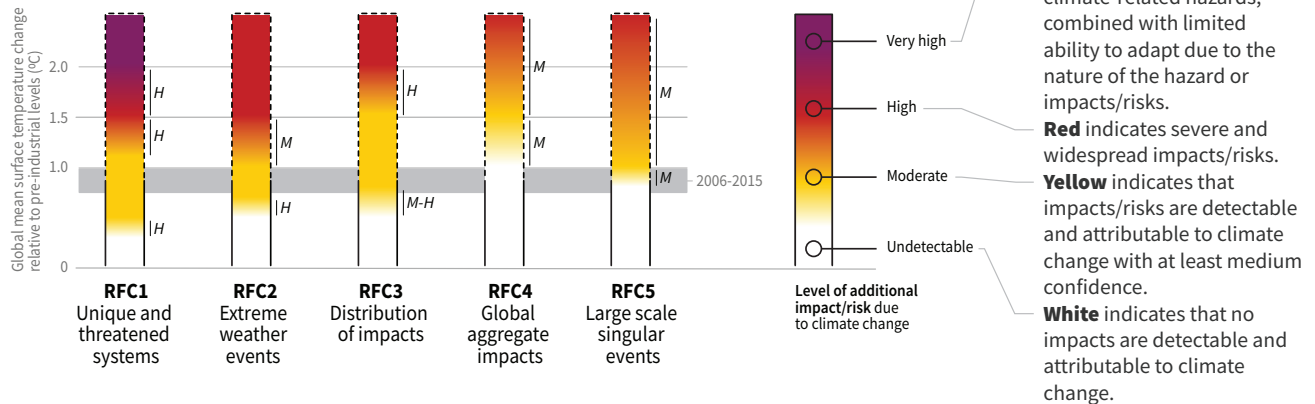 Global mean surface temperature change
relative to pre-industrial levels (ºC)
2.0
1.5
1.0
0
H
H
H
M
H
H
M-H
M
M
M
M
2006-2015
RFC1
Unique and
threatened
systems
RFC2
Extreme
weather
events
RFC3
Distribution
of impacts
RFC4
Global
aggregate
impacts
RFC5
Large scale
singular
events
Very high
High
Moderate
Undetectable
Level of additional
impact/risk due
to climate change
climate-related hazards,
combined with limited
ability to adapt due to the
nature of the hazard or
impacts/risks.
Red indicates severe and
widespread impacts/risks.
Yellow indicates that
impacts/risks are detectable
and attributable to climate
change with at least medium
confidence.
White indicates that no
impacts are detectable and
attributable to climate
change.